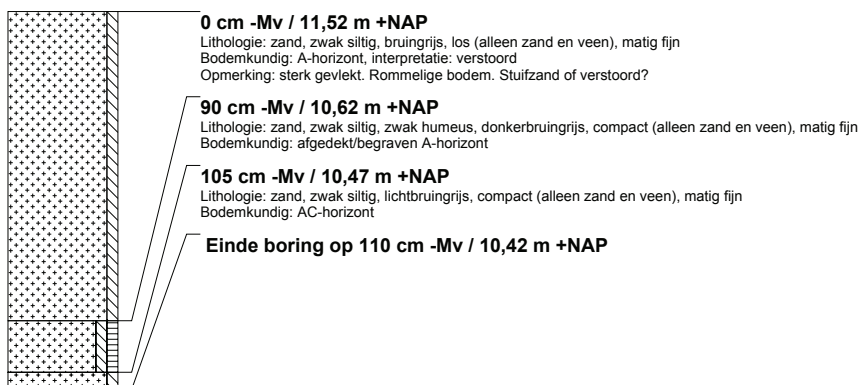 0 cm -Mv / 11,52 m +NAP
Lithologie: zand, zwak siltig, bruingrijs, los (alleen zand en veen), matig fijn
Bodemkundig: A-horizont, interpretatie: verstoord
Opmerking: sterk gevlekt. Rommelige bodem. Stuifzand of verstoord?
90 cm -Mv / 10,62 m +NAP
Lithologie: zand, zwak siltig, zwak humeus, donkerbruingrijs, compact (alleen zand en veen), matig fijn
Bodemkundig: afgedekt/begraven A-horizont
105 cm -Mv / 10,47 m +NAP
Lithologie: zand, zwak siltig, lichtbruingrijs, compact (alleen zand en veen), matig fijn
Bodemkundig: AC-horizont
Einde boring op 110 cm -Mv / 10,42 m +NAP